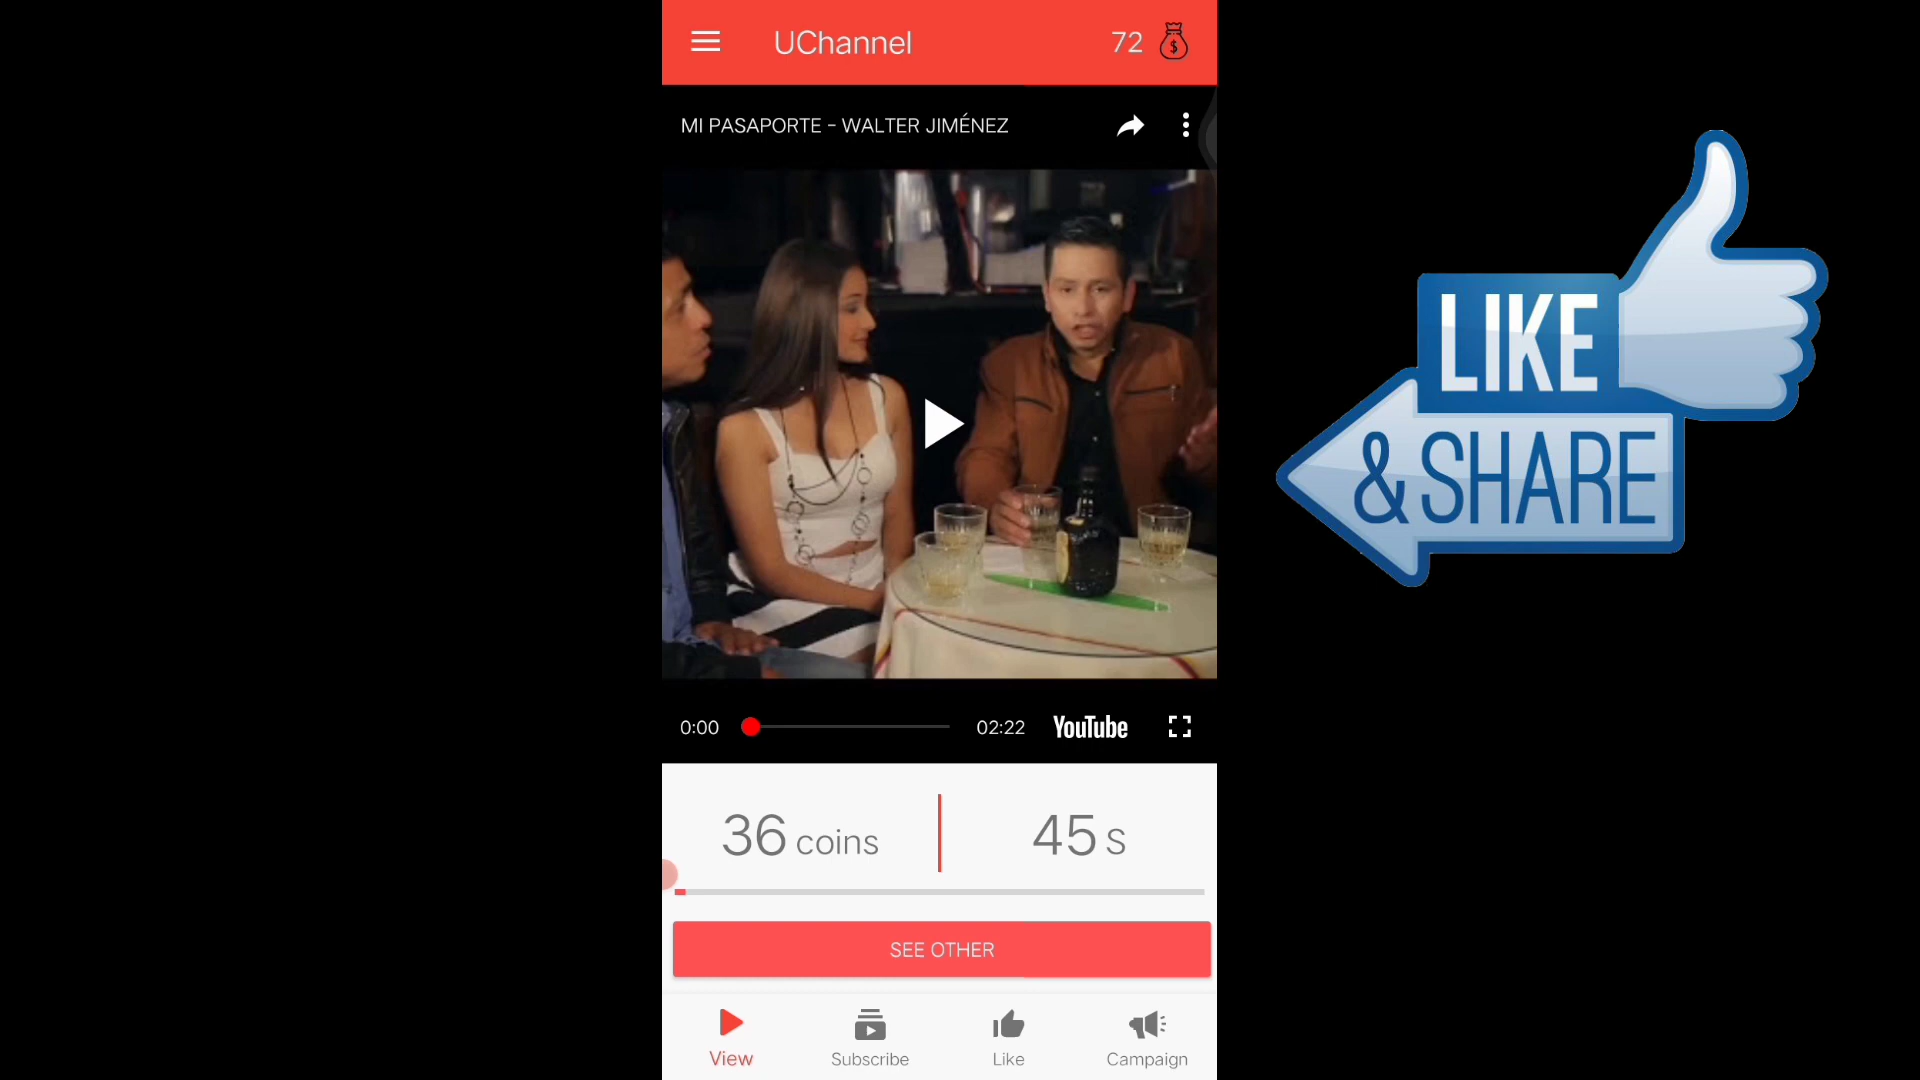 UChannel
72
MI PASAPORTE - WALTER JIMÉNEZ
LIKE
& SHARE
0:00
02:22
YouTube
36 coins
45 s
SEE OTHER
View
Subscribe
Like
Campaign